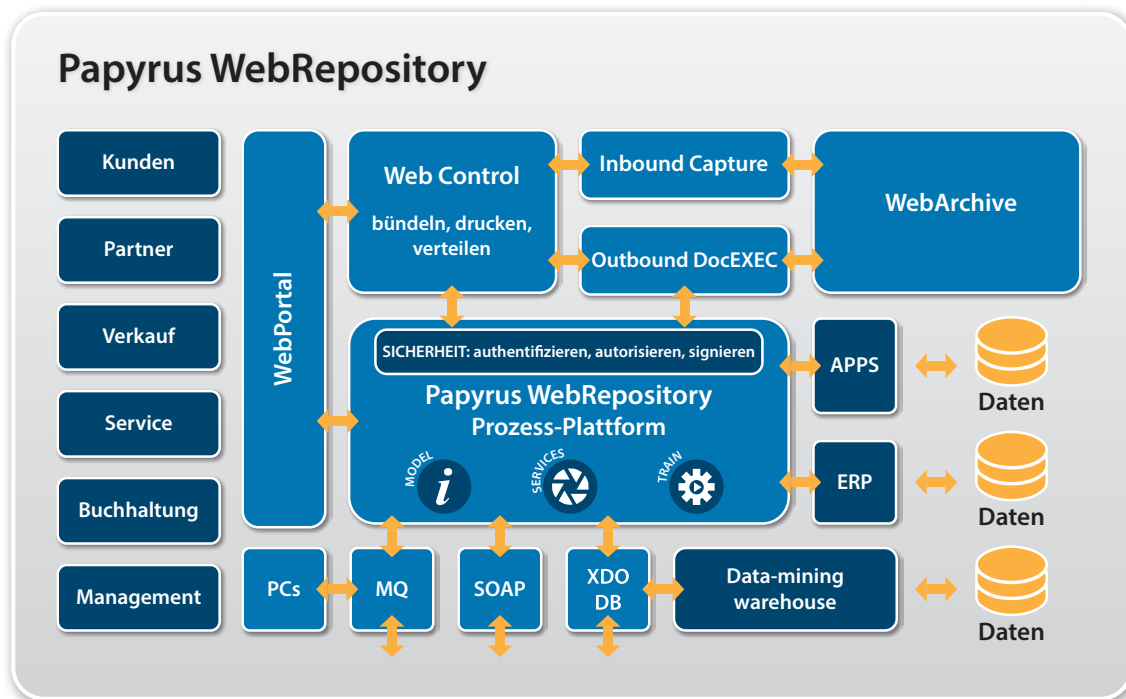 Papyrus WebRepository
Kunden
Partner
Verkauf
Service
Buchhaltung
Management
WebPortal
Web Control
bündeln, drucken,
verteilen
Inbound Capture
Outbound DocEXEC
WebArchive
SICHERHEIT: authentifizieren, autorisieren, signieren
Papyrus WebRepository
Prozess-Plattform
MODEL
i
SERVICES
TRAIN
APPS
Daten
ERP
Daten
PCs
MQ
SOAP
XDO
DB
Data-mining
warehouse
Daten